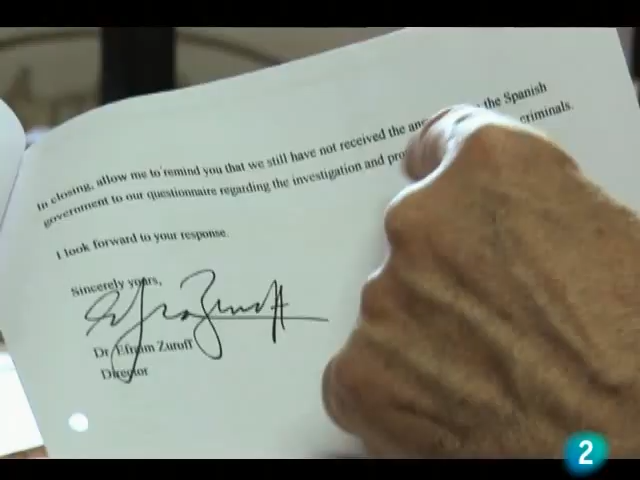 In closing, allow me to remind you that we still have not received the the Spanish
government to our questionnaire regarding the investigation and criminals.
I look forward to your response.
Sincerely yours,
Dr. Efraim Zuroff
Director
2